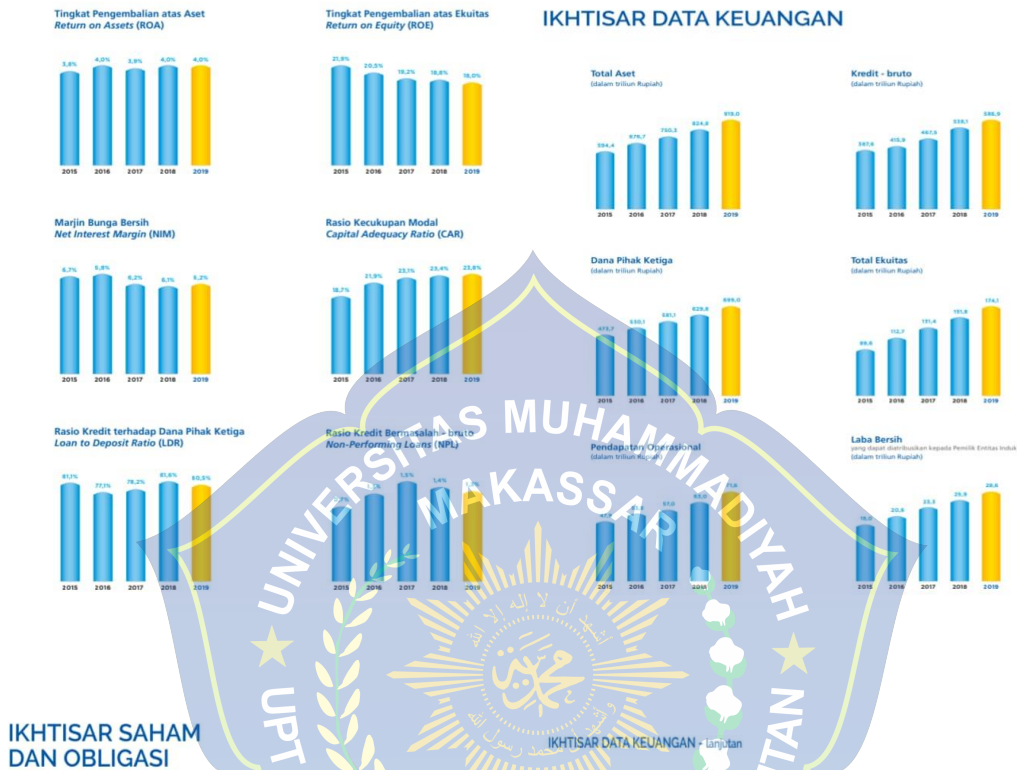 Tingkat Pengembalian atas Aset
Return on Assets (ROA)
3,8% 4,0% 3,9% 4,0% 4,0%
2015 2016 2017 2018 2019
Tingkat Pengembalian atas Ekuitas
Return on Equity (ROE)
21,9% 20,5% 19,2% 18,8% 18,0%
2015 2016 2017 2018 2019
Marjin Bunga Bersih
Net Interest Margin (NIM)
6,7% 6,8% 6,2% 6,1% 6,2%
2015 2016 2017 2018 2019
Rasio Kecukupan Modal
Capital Adequacy Ratio (CAR)
18,7% 21,9% 23,1% 23,4% 23,8%
2015 2016 2017 2018 2019
Rasio Kredit terhadap Dana Pihak Ketiga
Loan to Deposit Ratio (LDR)
81,1% 77,1% 78,2% 81,6% 80,5%
2015 2016 2017 2018 2019
Rasio Kredit Bermasalah - bruto
Non-Performing Loans (NPL)
1,5% 1,4%
2015 2016 2017 2018 2019
IKHTISAR DATA KEUANGAN
Total Aset
(dalam triliun Rupiah)
594,4 676,7 750,3 824,8 919,0
2015 2016 2017 2018 2019
Kredit - bruto
(dalam triliun Rupiah)
387,6 415,9 467,5 538,1 586,9
2015 2016 2017 2018 2019
Dana Pihak Ketiga
(dalam triliun Rupiah)
473,7 530,1 581,1 629,8 699,0
2015 2016 2017 2018 2019
Total Ekuitas
(dalam triliun Rupiah)
89,6 112,7 131,4 151,8 174,1
2015 2016 2017 2018 2019
Pendapatan Operasional
(dalam triliun Rupiah)
57,0 63,0
2015 2016 2017 2018 2019
Laba Bersih
yang dapat diatribusikan kepada Pemilik Entitas Induk
(dalam triliun Rupiah)
18,0 20,6 23,3 25,9 28,6
2015 2016 2017 2018 2019
UNIVERSITAS MUHAMMADIYAH
MAKASSAR
UPT
TAN
محمدية
IKHTISAR SAHAM
DAN OBLIGASI
IKHTISAR DATA KEUANGAN - lanjutan